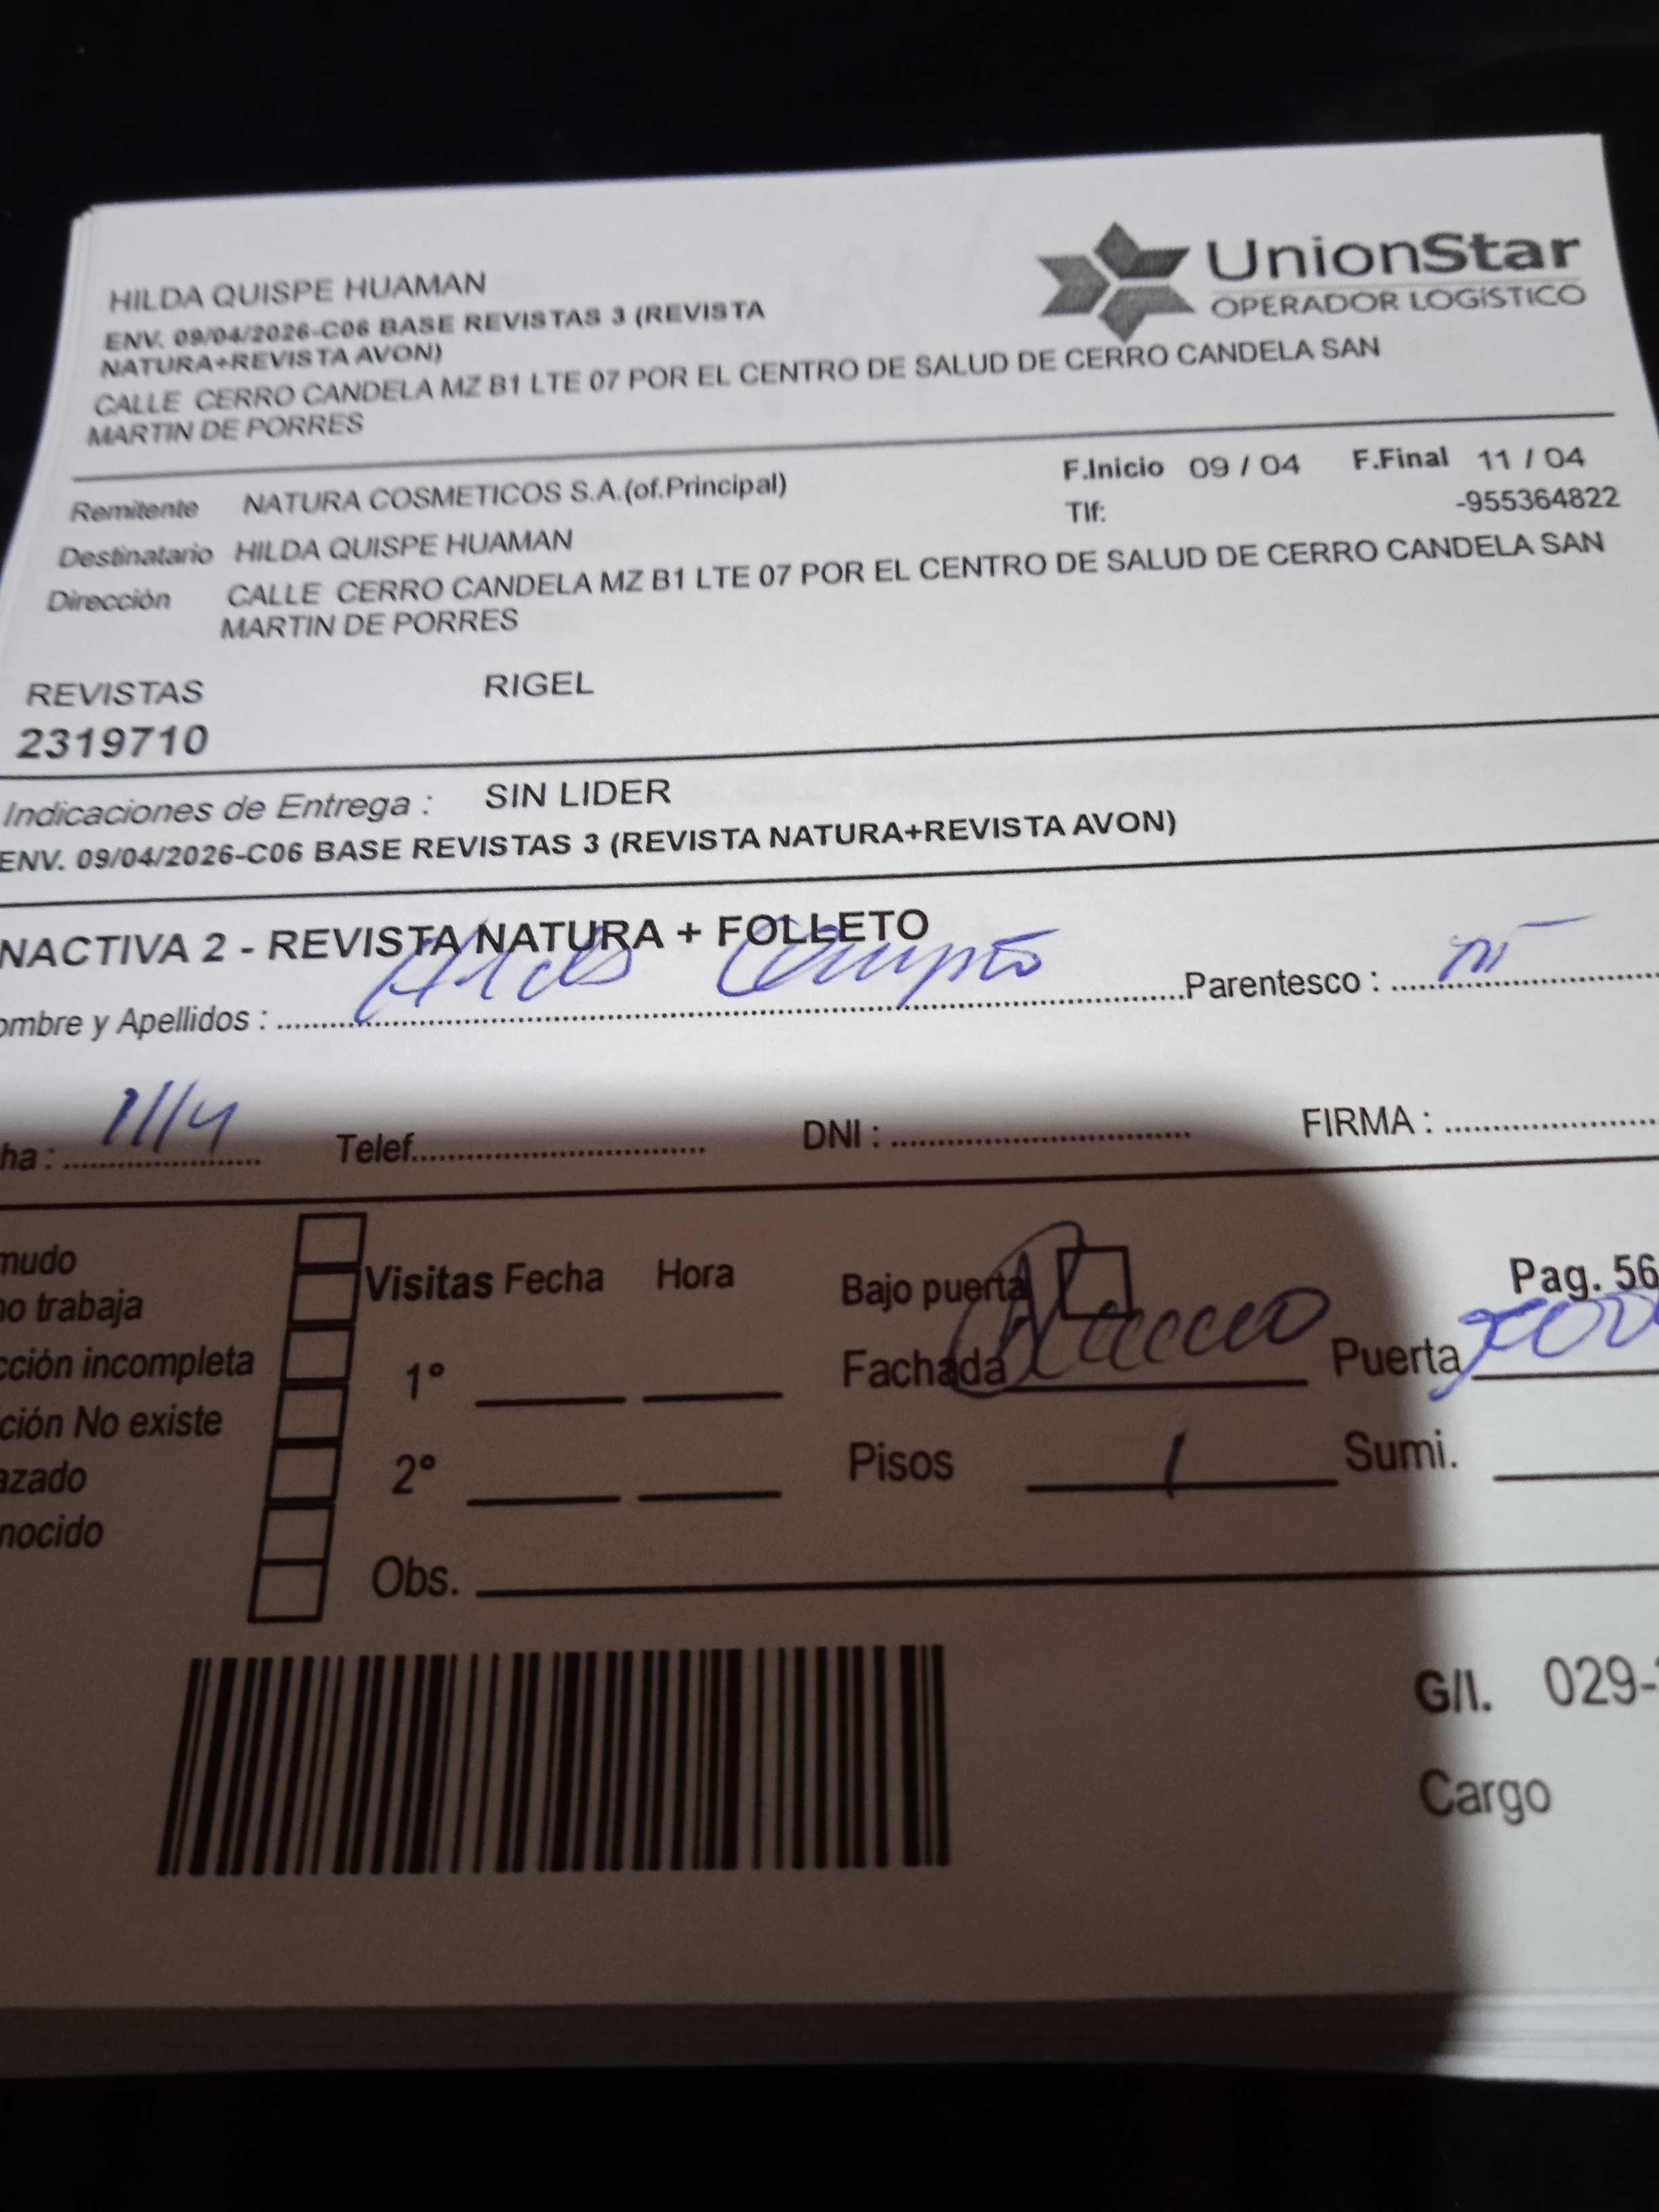 HILDA QUISPE HUAMAN
ENV. 09/04/2026-C06 BASE REVISTAS 3 (REVISTA
NATURA+REVISTA AVON)
CALLE CERRO CANDELA MZ B1 LTE 07 POR EL CENTRO DE SALUD DE CERRO CANDELA SAN
MARTIN DE PORRES
UnionStar
OPERADOR LOGÍSTICO
Remitente NATURA COSMETICOS S.A.(of.Principal)
F.Inicio 09 / 04 F.Final 11 / 04
Tlf: -955364822
Destinatario HILDA QUISPE HUAMAN
Dirección CALLE CERRO CANDELA MZ B1 LTE 07 POR EL CENTRO DE SALUD DE CERRO CANDELA SAN
MARTIN DE PORRES
REVISTAS RIGEL
2319710
Indicaciones de Entrega : SIN LIDER
ENV. 09/04/2026-C06 BASE REVISTAS 3 (REVISTA NATURA+REVISTA AVON)
NACTIVA 2 - REVISTA NATURA + FOLLETO
ombre y Apellidos : Parentesco :
ha : 11/4 Telef. DNI : FIRMA :
mudo
no trabaja
cción incompleta
ción No existe
azado
nocido
Visitas Fecha Hora
1°
2°
Obs.
Bajo puerta
Pag. 56
Fachada Puerta
Pisos 1 Sumi.
G/I. 029-
Cargo